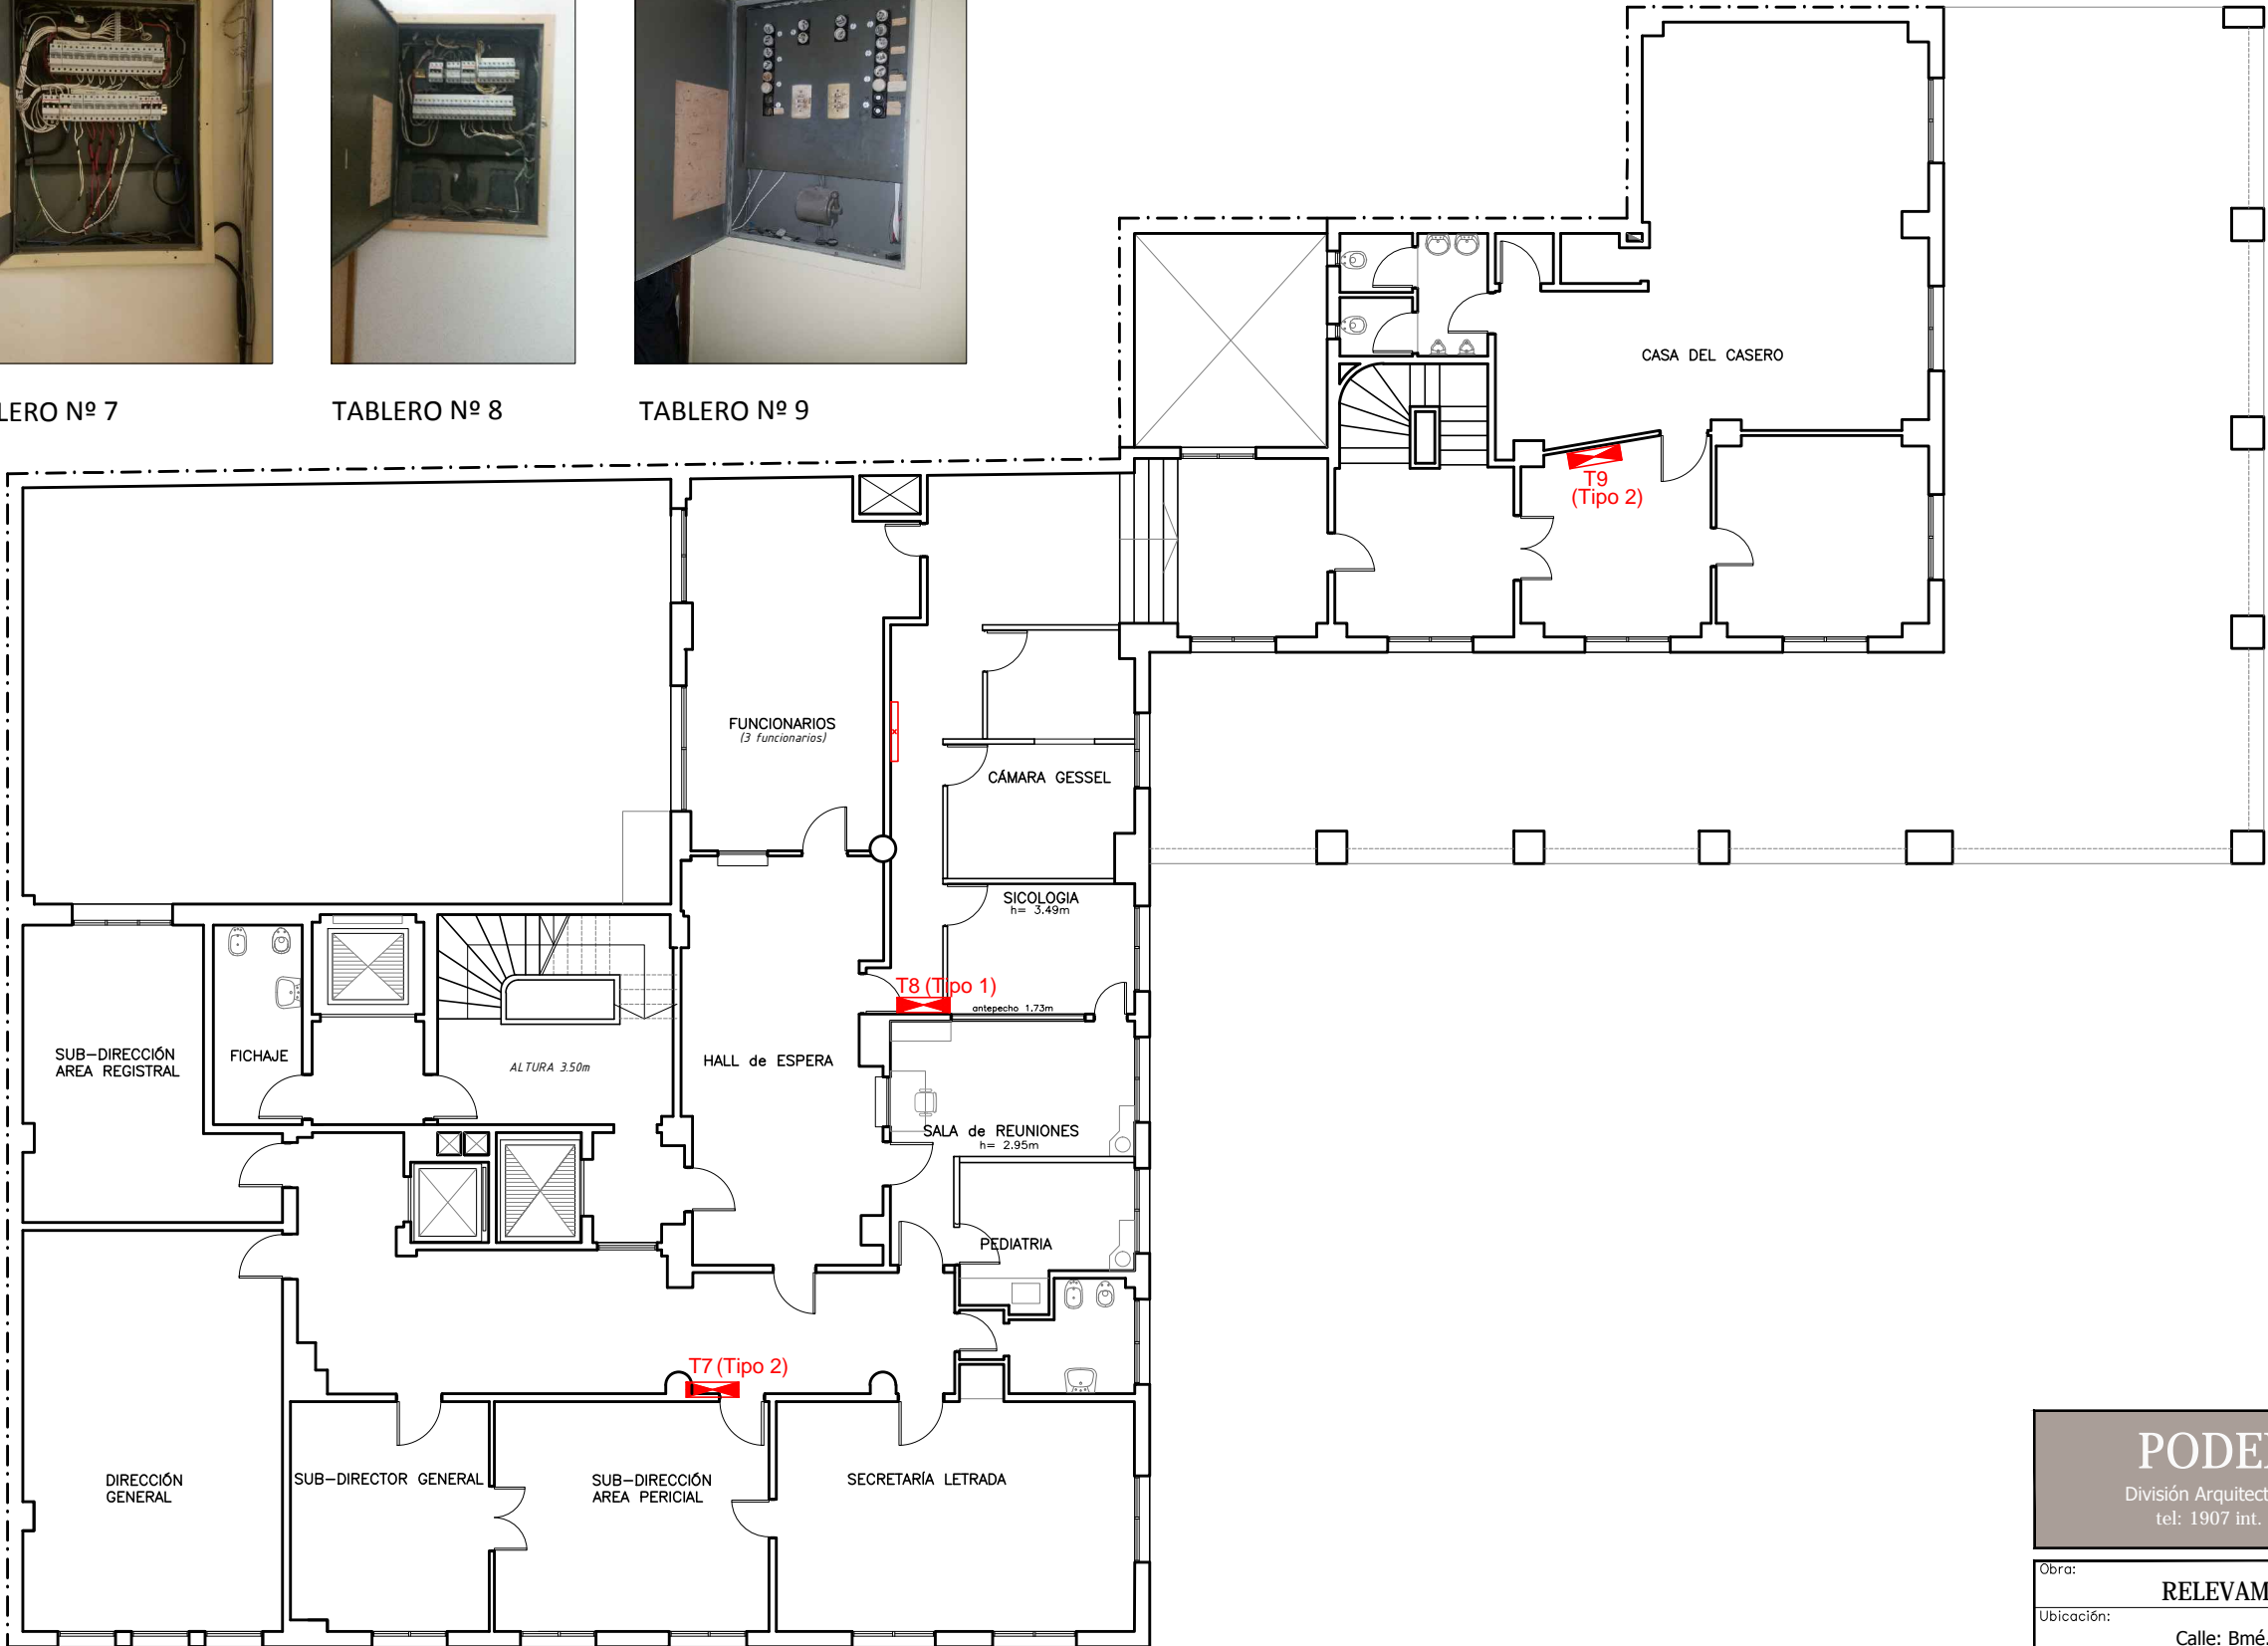 LERO Nº 7
TABLERO Nº 8
TABLERO Nº 9
CASA DEL CASERO
T9
(Tipo 2)
FUNCIONARIOS
(3 funcionarios)
CÁMARA GESSEL
SICOLOGIA
h= 3.49m
T8 (Tipo 1)
antepecho 1.73m
SUB-DIRECCIÓN
AREA REGISTRAL
FICHAJE
ALTURA 3.50m
HALL de ESPERA
SALA de REUNIONES
h= 2.95m
PEDIATRIA
T7 (Tipo 2)
DIRECCIÓN
GENERAL
SUB-DIRECTOR GENERAL
SUB-DIRECCIÓN
AREA PERICIAL
SECRETARÍA LETRADA
PODE
División Arquitect
tel: 1907 int.
Obra:
RELEVAM
Ubicación:
Calle: Bmé